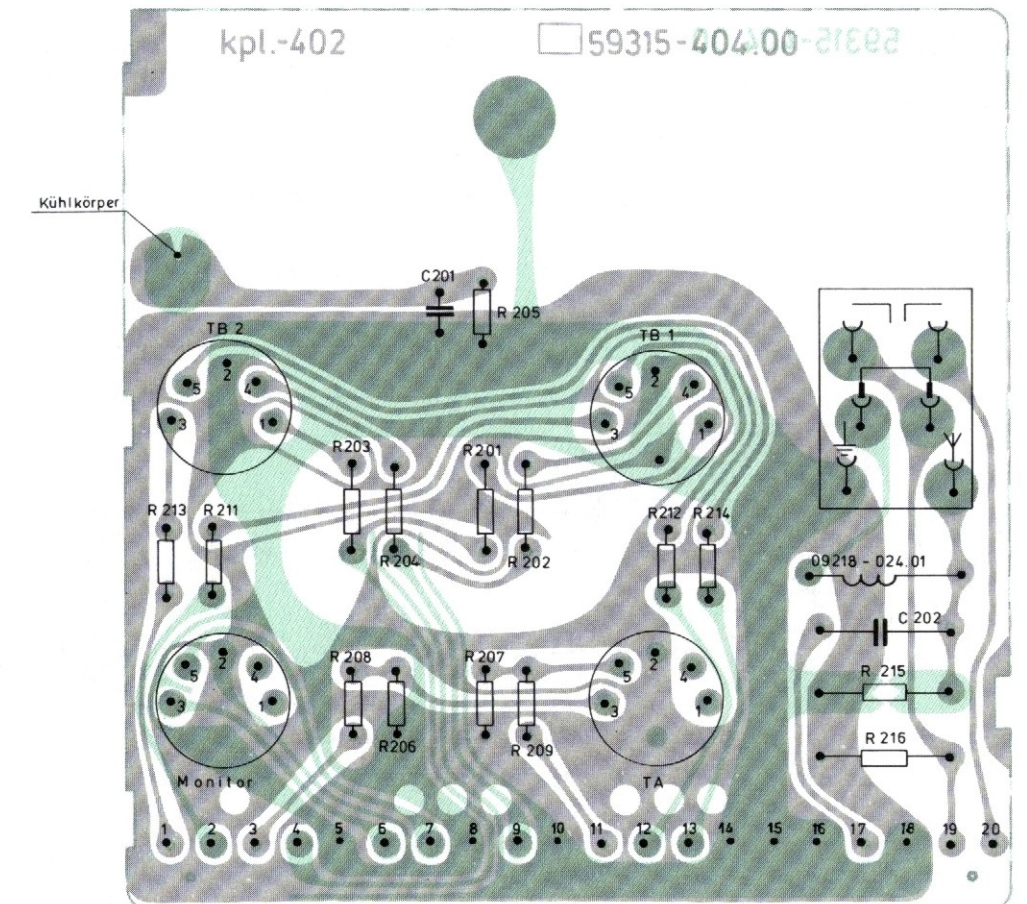 kpl.-402 59315-404.00
Kühlkörper
C201
R 205
TB 2
TB 1
5 2 4
3 1
5 2 4
3 1
R203 R201
R 213 R 211
R212 R 214
R204 R 202
09218 - 024.01
C 202
R 208 R207
5 2 4
3 1
5 2 4
3 1
R 215
R206 R 209
R 216
Monitor TA
1 2 3 4 5 6 7 8 9 10 11 12 13 14 15 16 17 18 19 20